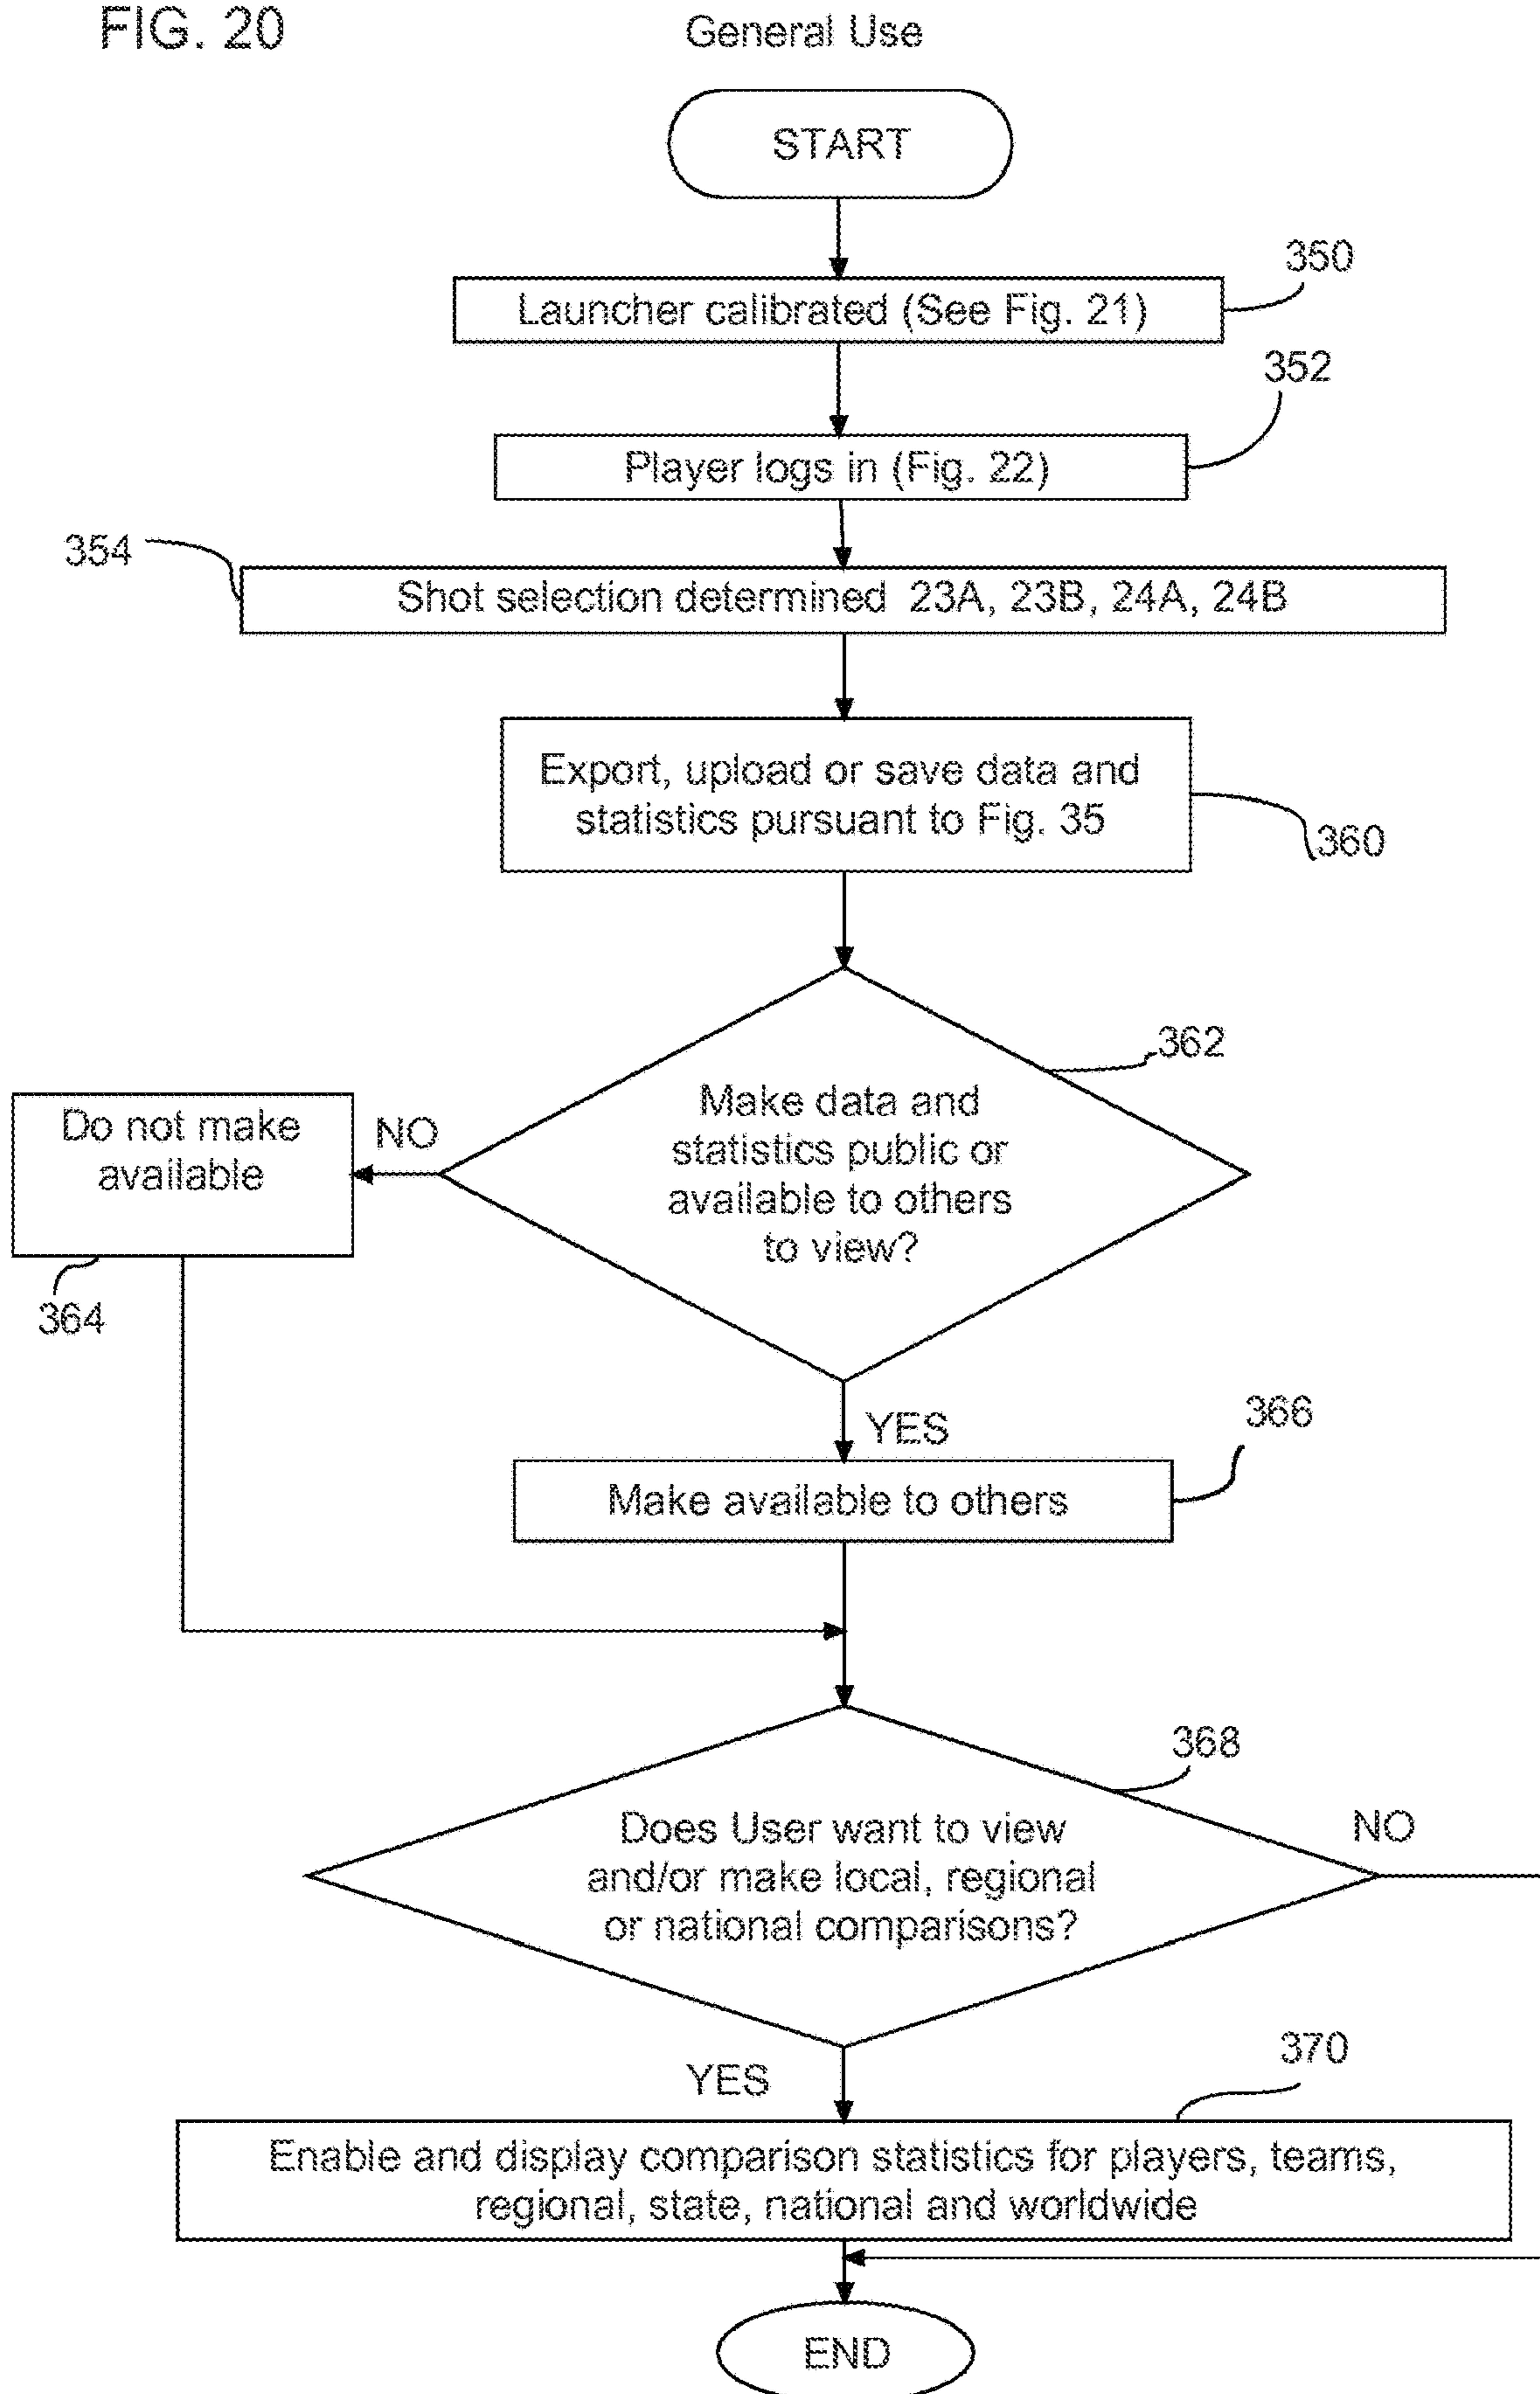 FIG. 20
General Use
START
350
Launcher calibrated (See Fig. 21)
352
Player logs in (Fig. 22)
354
Shot selection determined 23A, 23B, 24A, 24B
Export, upload or save data and
statistics pursuant to Fig. 35
360
362
Make data and
statistics public or
available to others
to view?
NO
Do not make
available
364
YES
366
Make available to others
368
Does User want to view
and/or make local, regional
or national comparisons?
NO
YES
370
Enable and display comparison statistics for players, teams,
regional, state, national and worldwide
END